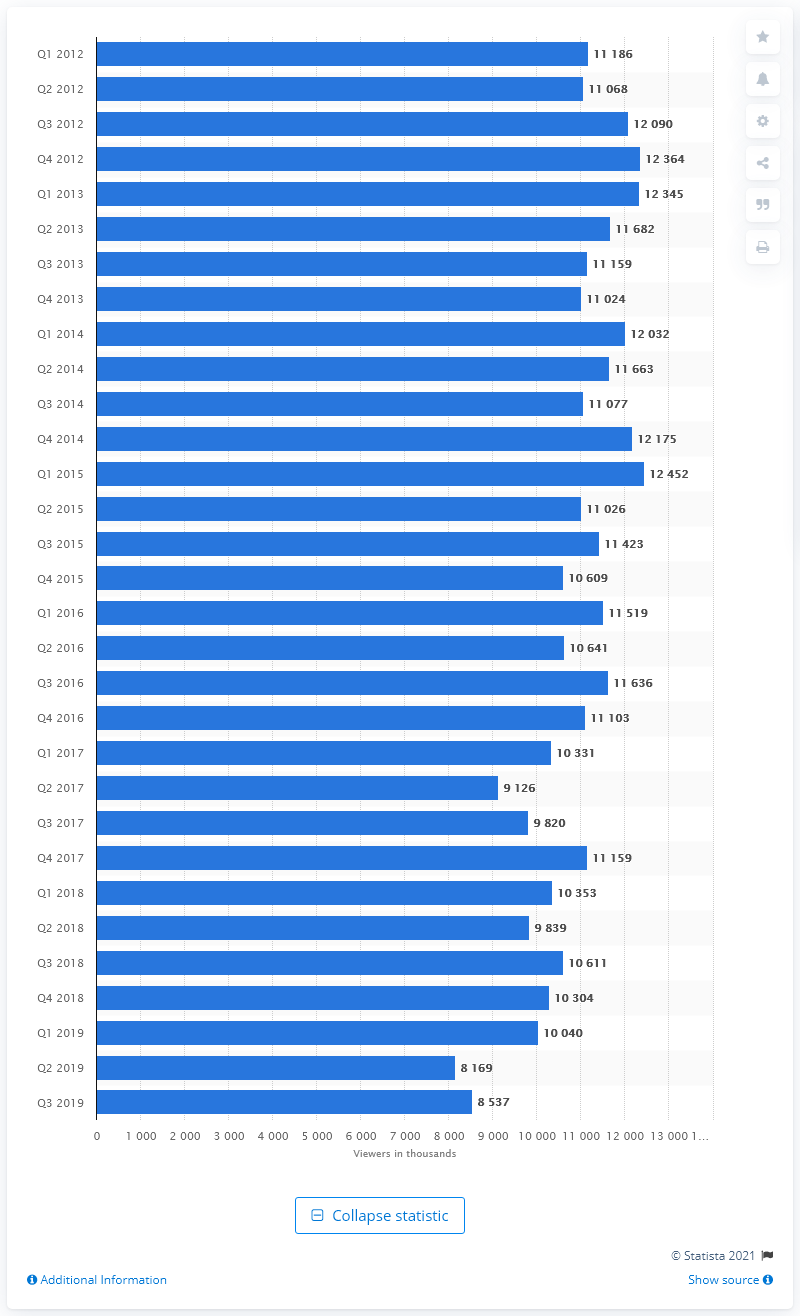 Q1 2012 11 186
Q2 2012 11 068
Q3 2012 12 090
Q4 2012 12 364
Q1 2013 12 345
Q2 2013 11 682
Q3 2013 11 159
Q4 2013 11 024
Q1 2014 12 032
Q2 2014 11 663
Q3 2014 11 077
Q4 2014 12 175
Q1 2015 12 452
Q2 2015 11 026
Q3 2015 11 423
Q4 2015 10 609
Q1 2016 11 519
Q2 2016 10 641
Q3 2016 11 636
Q4 2016 11 103
Q1 2017 10 331
Q2 2017 9 126
Q3 2017 9 820
Q4 2017 11 159
Q1 2018 10 353
Q2 2018 9 839
Q3 2018 10 611
Q4 2018 10 304
Q1 2019 10 040
Q2 2019 8 169
Q3 2019 8 537
0 1 000 2 000 3 000 4 000 5 000 6 000 7 000 8 000 9 000 10 000 11 000 12 000 13 000 1…
Viewers in thousands
Collapse statistic
© Statista 2021
Additional Information Show source